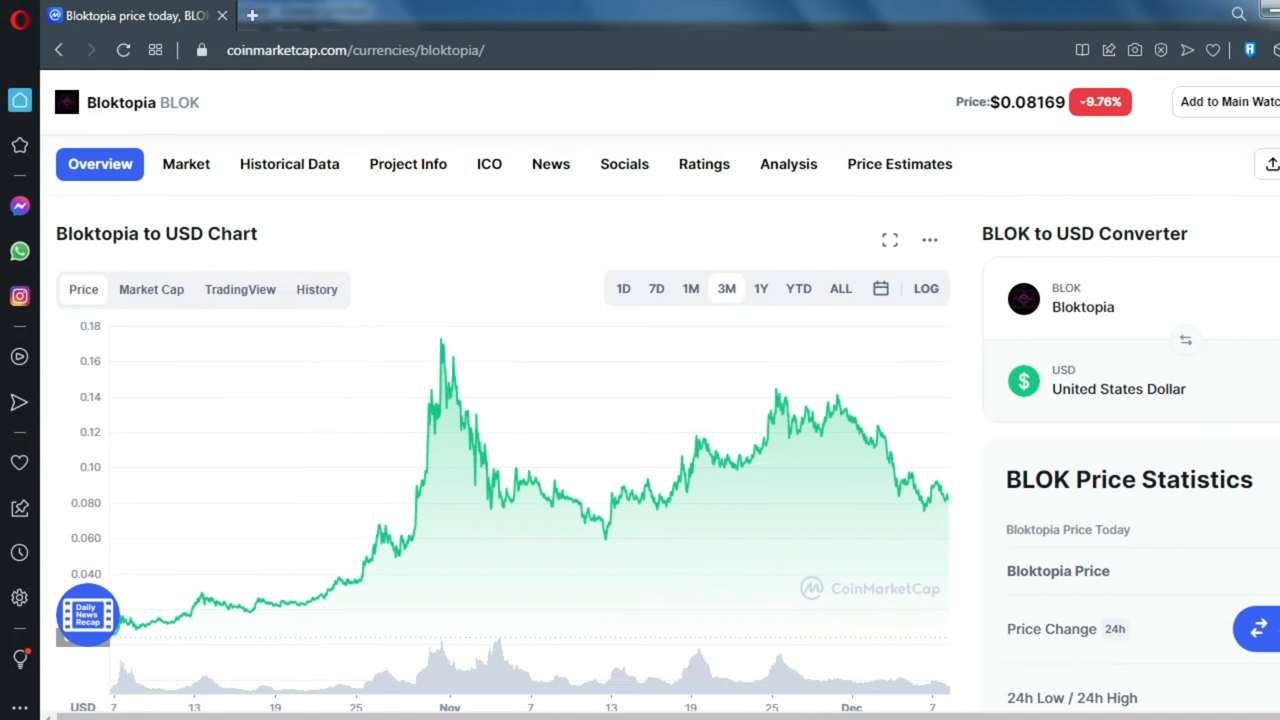 Bloktopia price today, BLO
coinmarketcap.com/currencies/bloktopia/
Bloktopia BLOK
Price:$0.08169 -9.76%
Add to Main Watc
Overview Market Historical Data Project Info ICO News Socials Ratings Analysis Price Estimates
Bloktopia to USD Chart
Price Market Cap TradingView History
1D 7D 1M 3M 1Y YTD ALL LOG
0.18
0.16
0.14
0.12
0.10
0.080
0.060
0.040
CoinMarketCap
Daily
News
Recap
USD 7 13 19 25 Nov 7 13 19 25 Dec 7
BLOK to USD Converter
BLOK
Bloktopia
$
USD
United States Dollar
BLOK Price Statistics
Bloktopia Price Today
Bloktopia Price
Price Change 24h
24h Low / 24h High